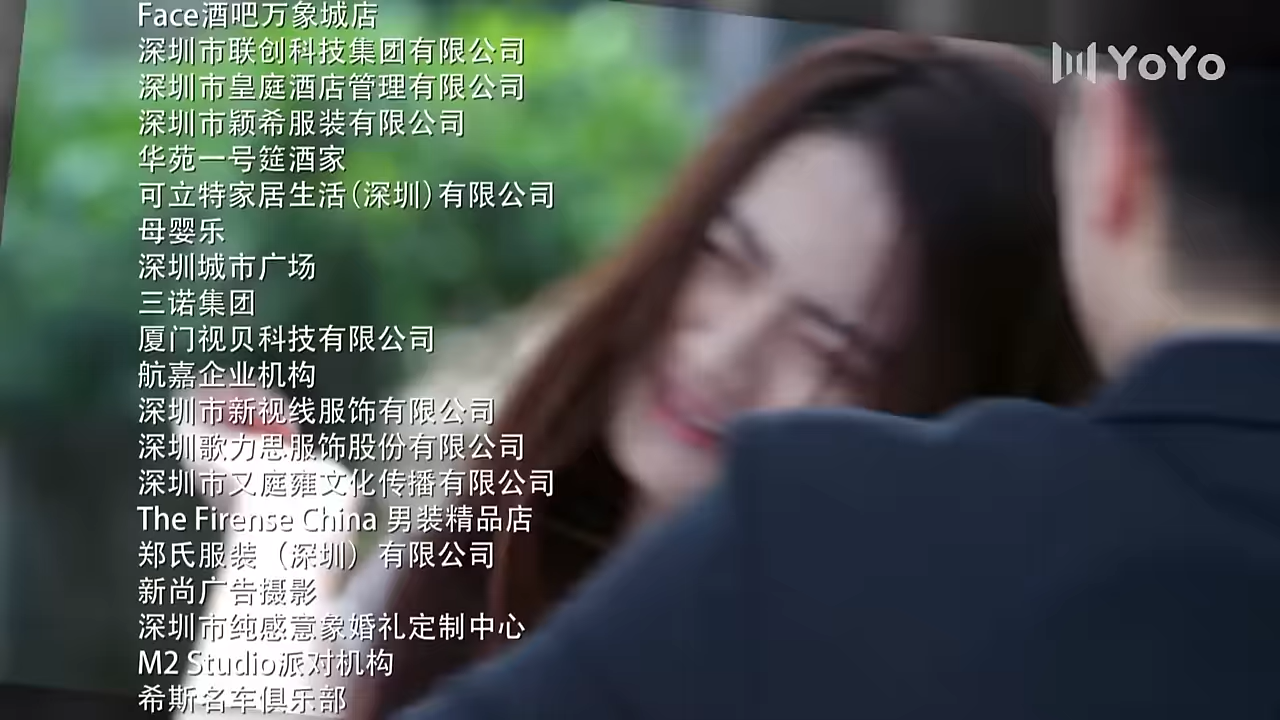 Face酒吧万象城店
YoYo
深圳市联创科技集团有限公司
深圳市皇庭酒店管理有限公司
深圳市颖希服装有限公司
华苑一号筵酒家
可立特家居生活(深圳)有限公司
母婴乐
深圳城市广场
三诺集团
厦门视贝科技有限公司
航嘉企业机构
深圳市新视线服饰有限公司
深圳歌力思服饰股份有限公司
深圳市又庭雍文化传播有限公司
The Firense China 男装精品店
郑氏服装（深圳）有限公司
新尚广告摄影
深圳市纯感意象婚礼定制中心
M2 Studio派对机构
希斯名车俱乐部